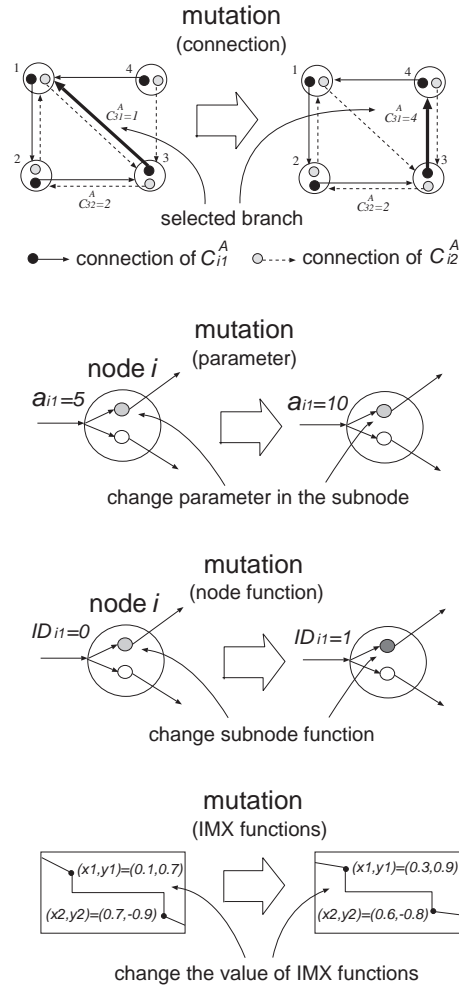 mutation
(connection)
1 4 1 4
C^A_31=1 C^A_31=4
2 3 2 3
C^A_32=2 C^A_32=2
selected branch
connection of C^A_i1 connection of C^A_i2
mutation
(parameter)
node i
a_i1=5 a_i1=10
change parameter in the subnode
mutation
(node function)
node i
ID_i1=0 ID_i1=1
change subnode function
mutation
(IMX functions)
(x1,y1)=(0.1,0.7) (x1,y1)=(0.3,0.9)
(x2,y2)=(0.7,-0.9) (x2,y2)=(0.6,-0.8)
change the value of IMX functions